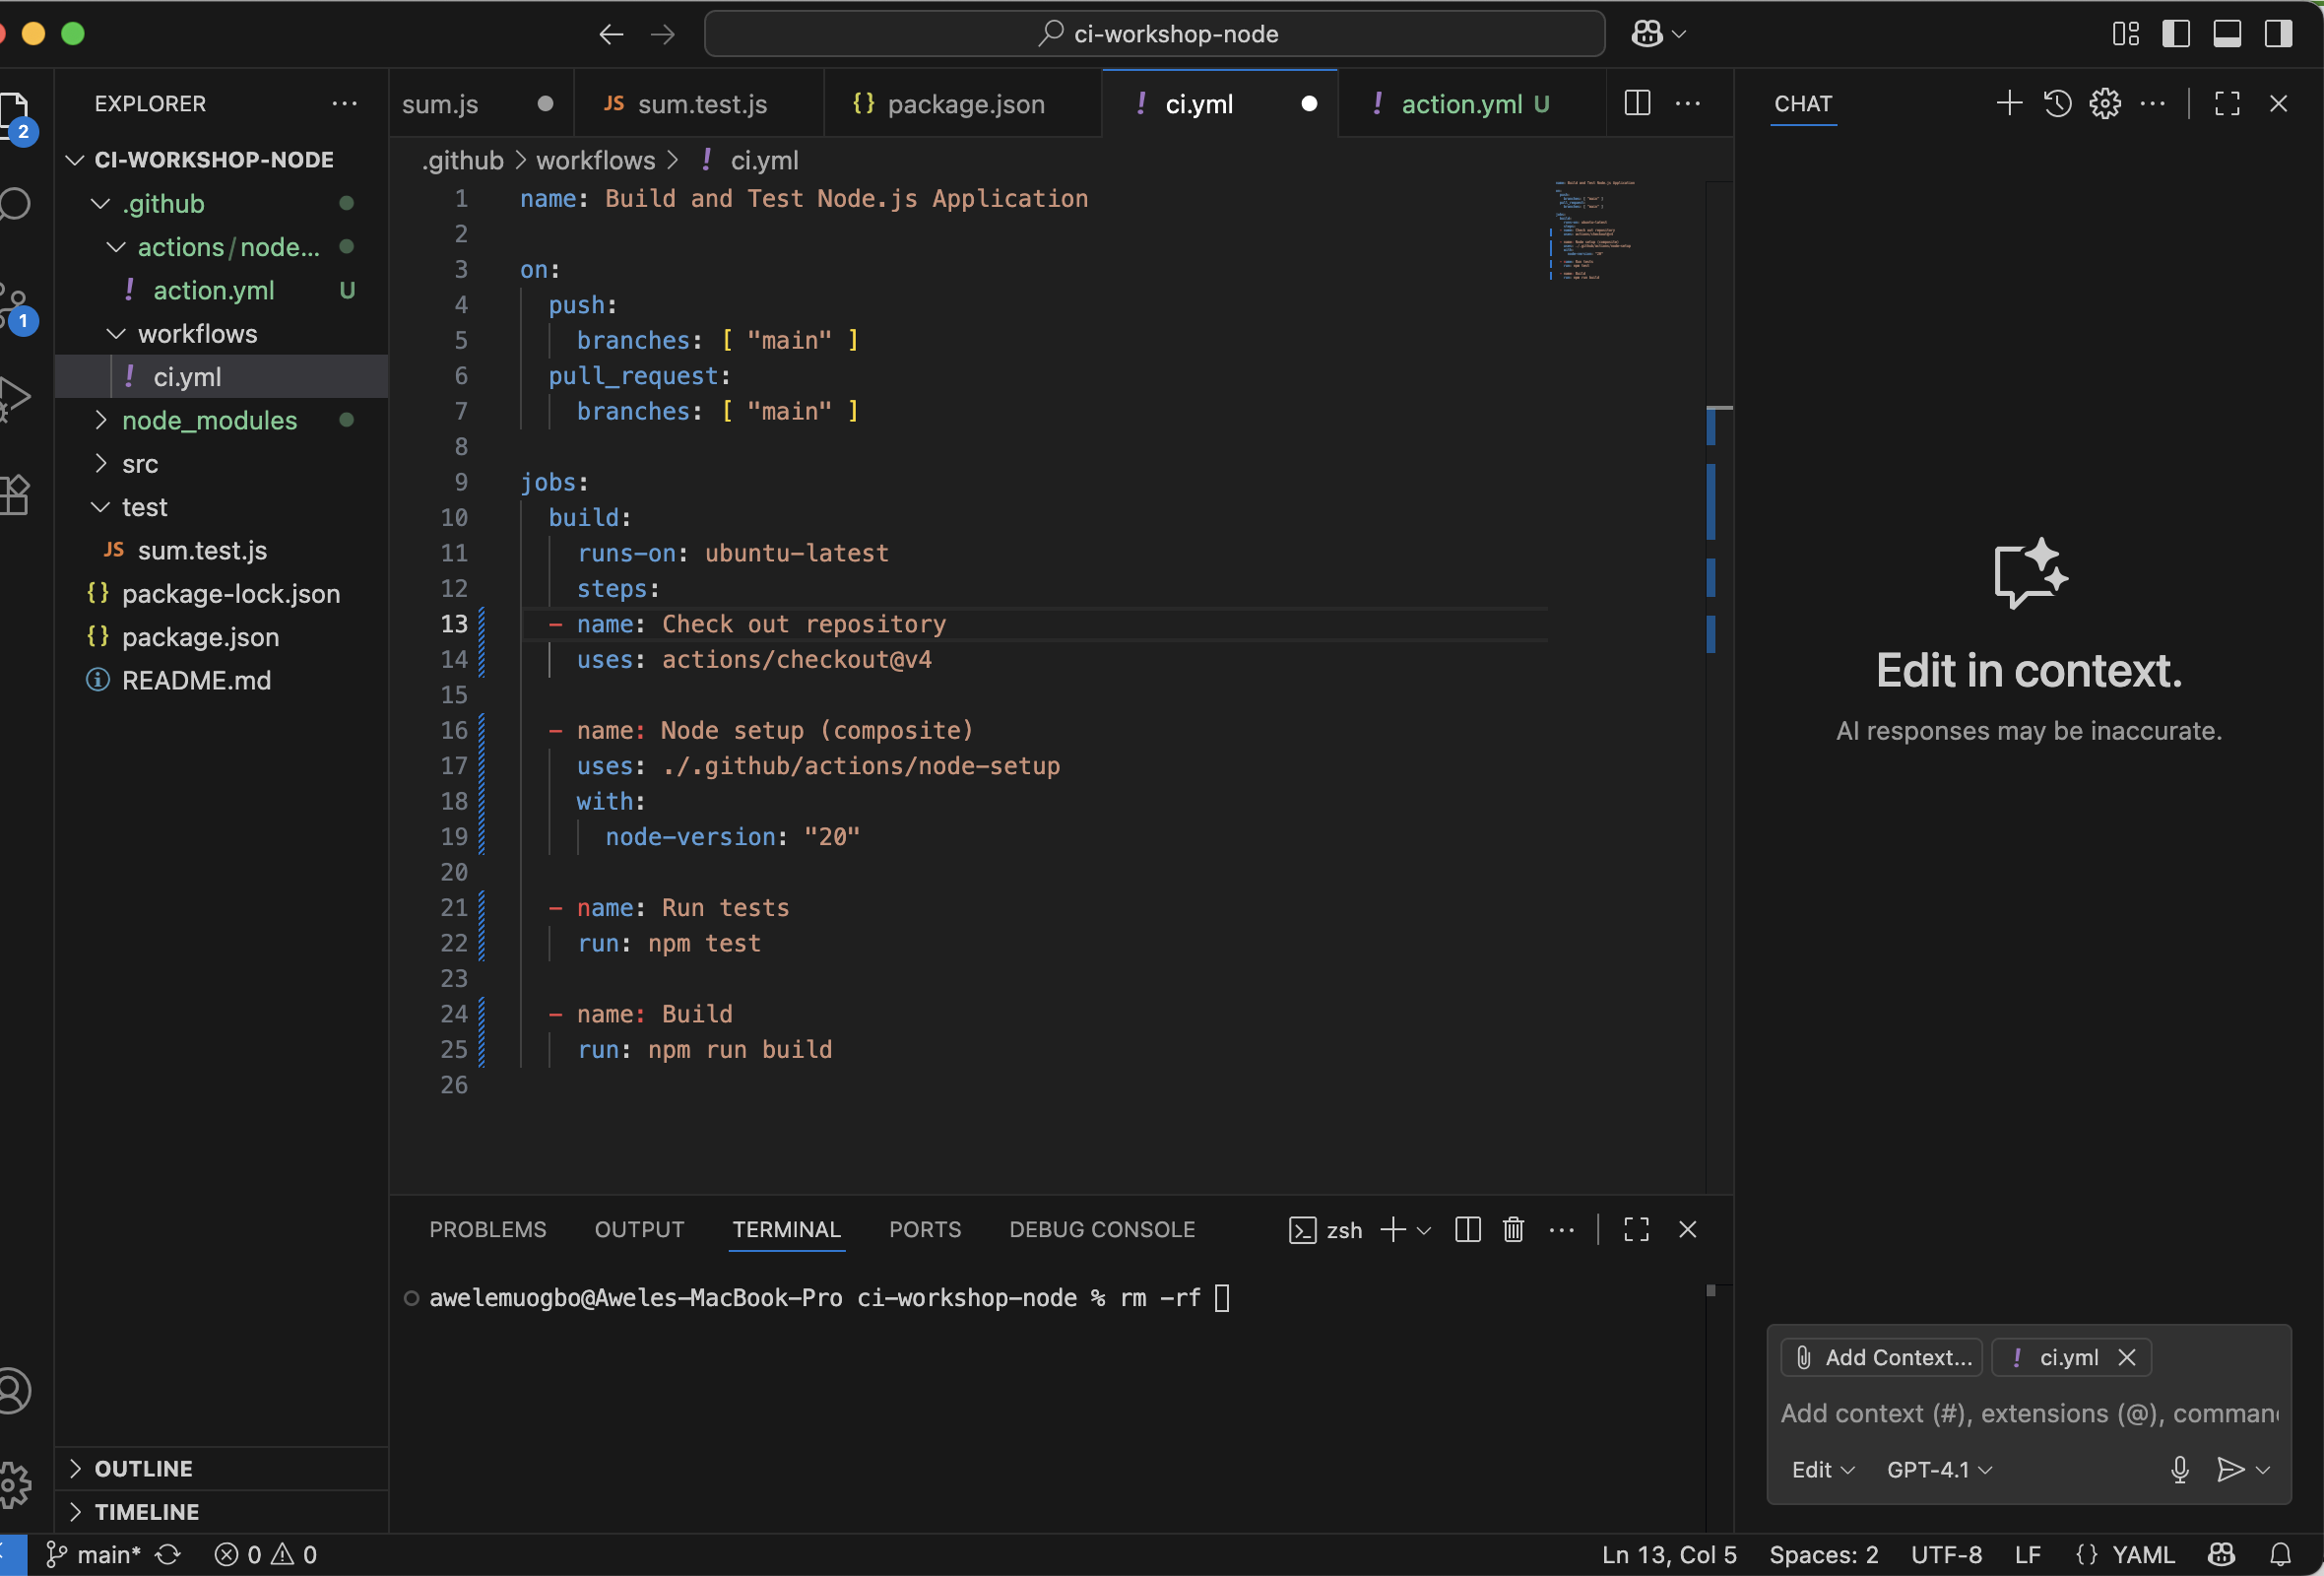 ci-workshop-node
EXPLORER
2
CI-WORKSHOP-NODE
.github
actions/node...
action.yml U
1
workflows
ci.yml
node_modules
src
test
JS sum.test.js
{} package-lock.json
{} package.json
README.md
OUTLINE
TIMELINE
sum.js
JS sum.test.js
{} package.json
! ci.yml
! action.yml U
.github > workflows > ! ci.yml
1 name: Build and Test Node.js Application
2
3 on:
4 push:
5 branches: [ "main" ]
6 pull_request:
7 branches: [ "main" ]
8
9 jobs:
10 build:
11 runs-on: ubuntu-latest
12 steps:
13 - name: Check out repository
14 uses: actions/checkout@v4
15
16 - name: Node setup (composite)
17 uses: ./.github/actions/node-setup
18 with:
19 node-version: "20"
20
21 - name: Run tests
22 run: npm test
23
24 - name: Build
25 run: npm run build
26
PROBLEMS OUTPUT TERMINAL PORTS DEBUG CONSOLE
zsh
awelemuogbo@Aweles-MacBook-Pro ci-workshop-node % rm -rf
CHAT
Edit in context.
AI responses may be inaccurate.
Add Context...
! ci.yml
Add context (#), extensions (@), comman
Edit
GPT-4.1
main*
0 0
Ln 13, Col 5
Spaces: 2
UTF-8
LF
{} YAML